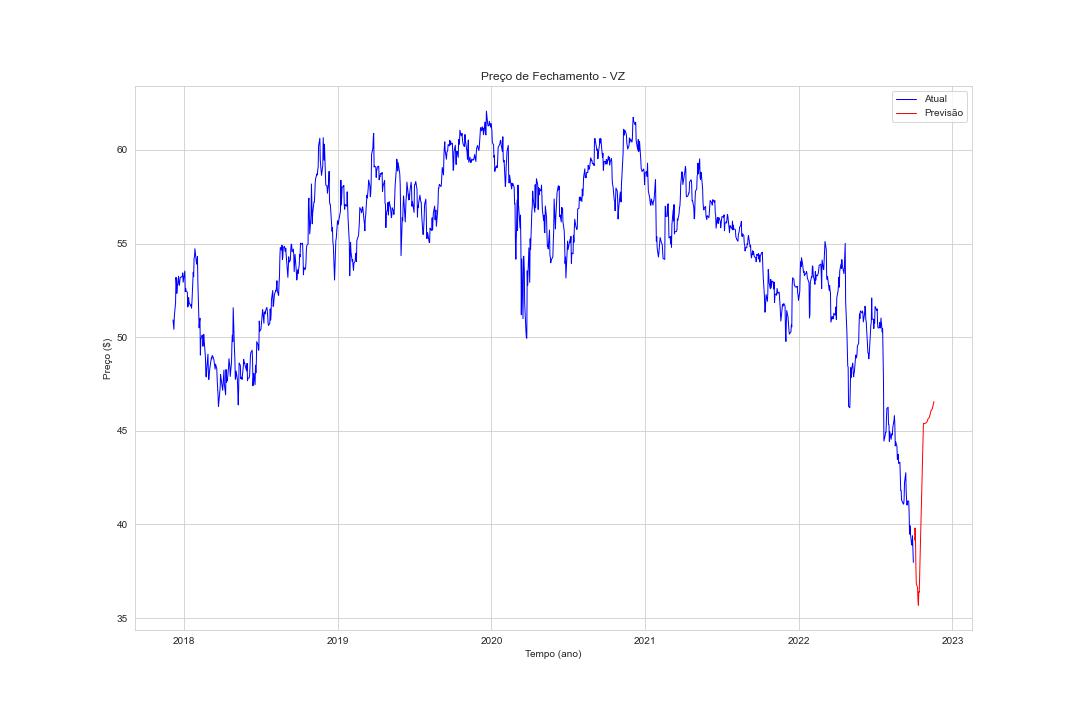 Preço de Fechamento - VZ
Atual
Previsão
60
55
50
45
40
35
Preço ($)
2018
2019
2020
2021
2022
2023
Tempo (ano)